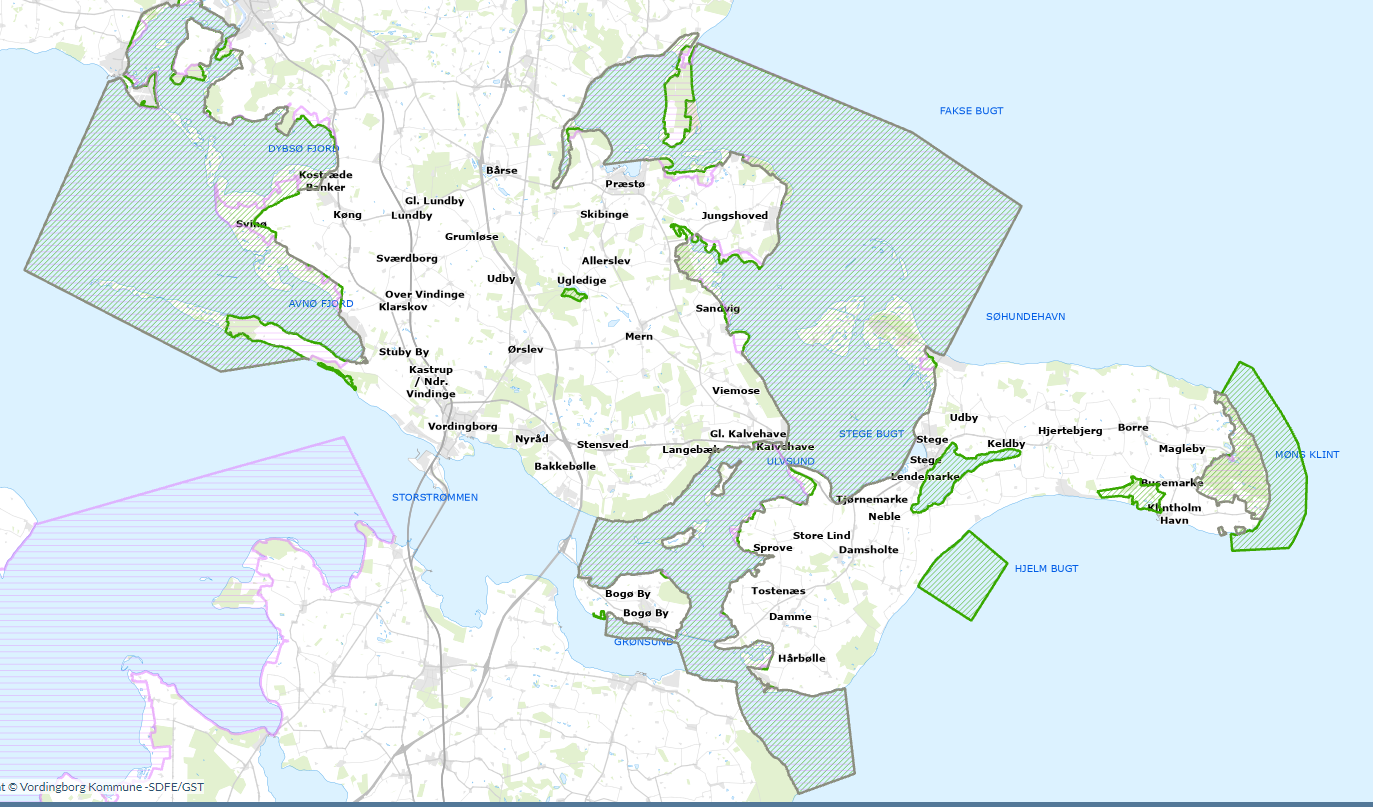 FAKSE BUGT
DYBSØ FJORD
Bårse
Kostræde
Banker
Præstø
Gl. Lundby
Køng
Lundby
Skibinge
Jungshoved
Svinø
Grumløse
Sværdborg
Allerslev
Udby
Ugledige
Over Vindinge
AVNØ FJORD
Klarskov
Sandvig
SØHUNDEHAVN
Mern
Stuby By
Ørslev
Kastrup
/ Ndr.
Vindinge
Viemose
Udby
Vordingborg
Borre
Hjertebjerg
Gl. Kalvehave
STEGE BUGT
Nyråd
Stege
Keldby
Stensved
Kalvehave
Langebæk
Magleby
MØNS KLINT
Stege
ULVSUND
Bakkebølle
Lendemarke
Busemarke
STORSTRØMMEN
Tjørnemarke
Klintholm
Havn
Neble
Store Lind
Sprove
Damsholte
HJELM BUGT
Tostenæs
Bogø By
Bogø By
Damme
GRØNSUND
Hårbølle
t © Vordingborg Kommune -SDFE/GST